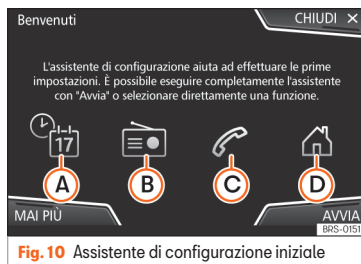 Benvenuti
CHIUDI ×
L'assistente di configurazione aiuta ad effettuare le prime
impostazioni. È possibile eseguire completamente l'assistente
con "Avvia" o selezionare direttamente una funzione.
17
A
B
C
D
MAI PIÙ
AVVIA
BRS-0151
Fig. 10 Assistente di configurazione iniziale